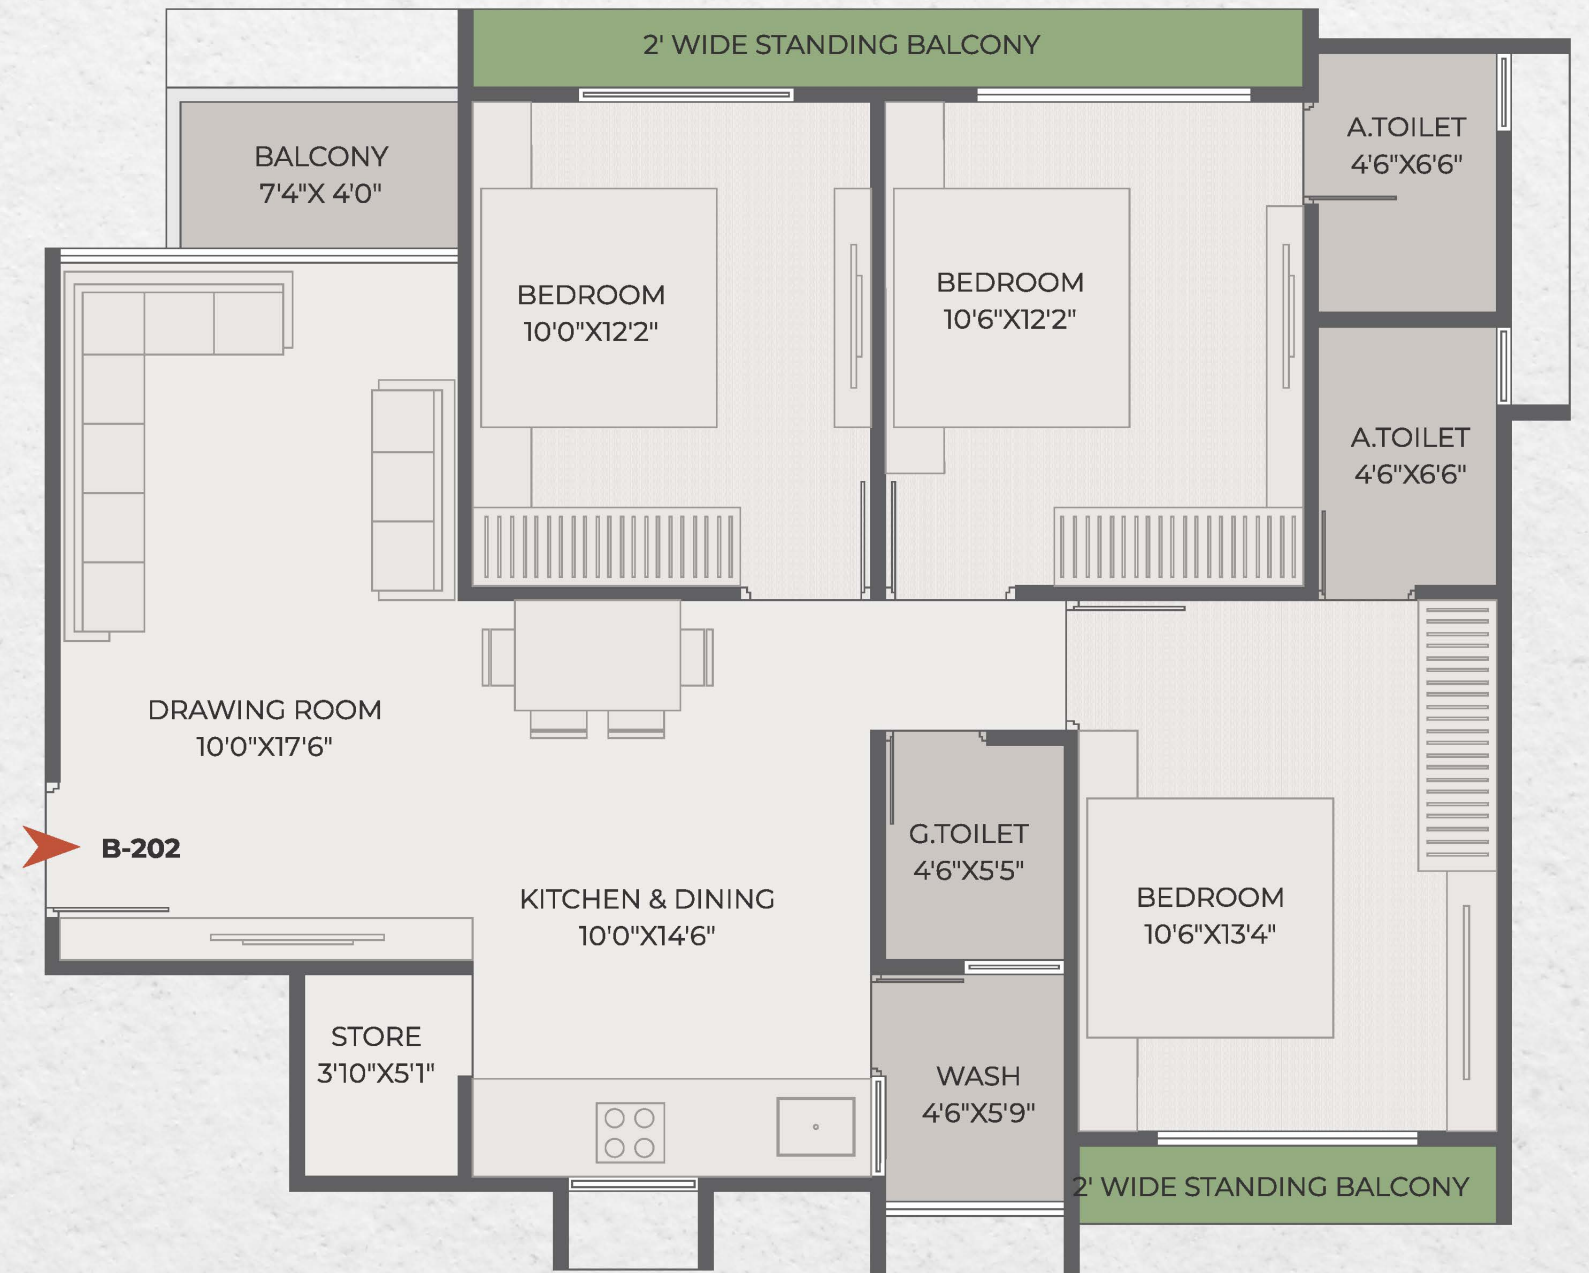 2' WIDE STANDING BALCONY
BALCONY
7'4"X 4'0"
A.TOILET
4'6"X6'6"
BEDROOM
10'0"X12'2"
BEDROOM
10'6"X12'2"
A.TOILET
4'6"X6'6"
DRAWING ROOM
10'0"X17'6"
B-202
KITCHEN & DINING
10'0"X14'6"
G.TOILET
4'6"X5'5"
BEDROOM
10'6"X13'4"
STORE
3'10"X5'1"
WASH
4'6"X5'9"
2' WIDE STANDING BALCONY